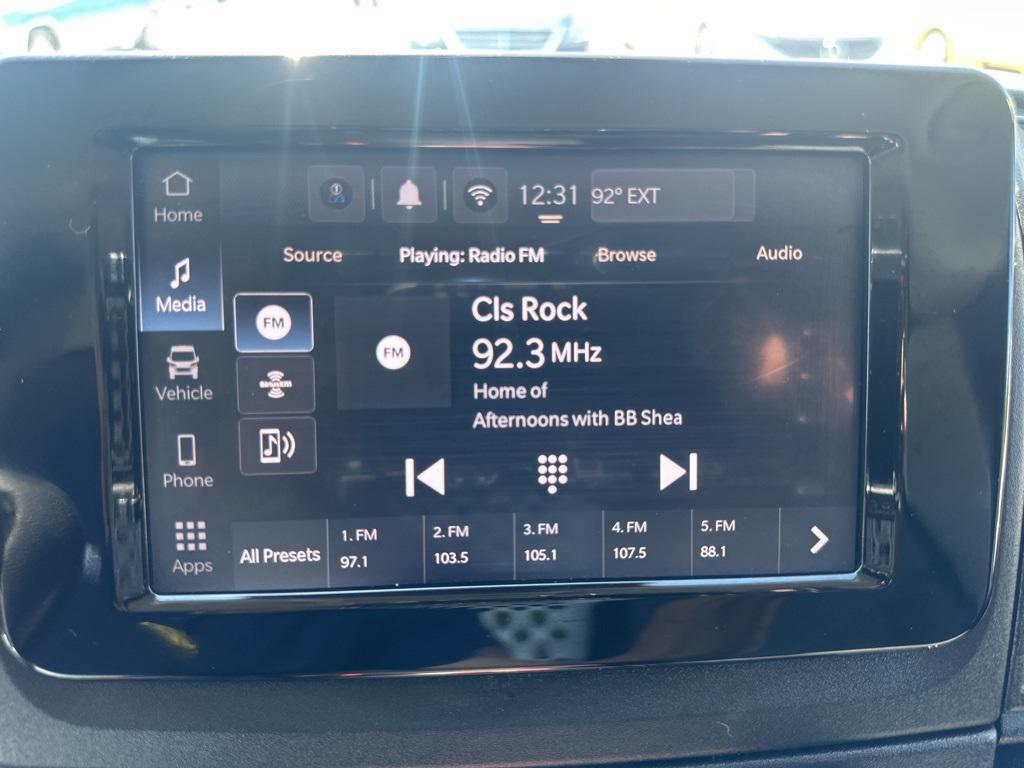 Home
12:31
92° EXT
Source
Playing: Radio FM
Browse
Audio
Media
FM
FM
Cls Rock
92.3 MHz
Home of
Afternoons with BB Shea
SiriusXM
Vehicle
Phone
Apps
All Presets
1. FM
97.1
2. FM
103.5
3. FM
105.1
4. FM
107.5
5. FM
88.1